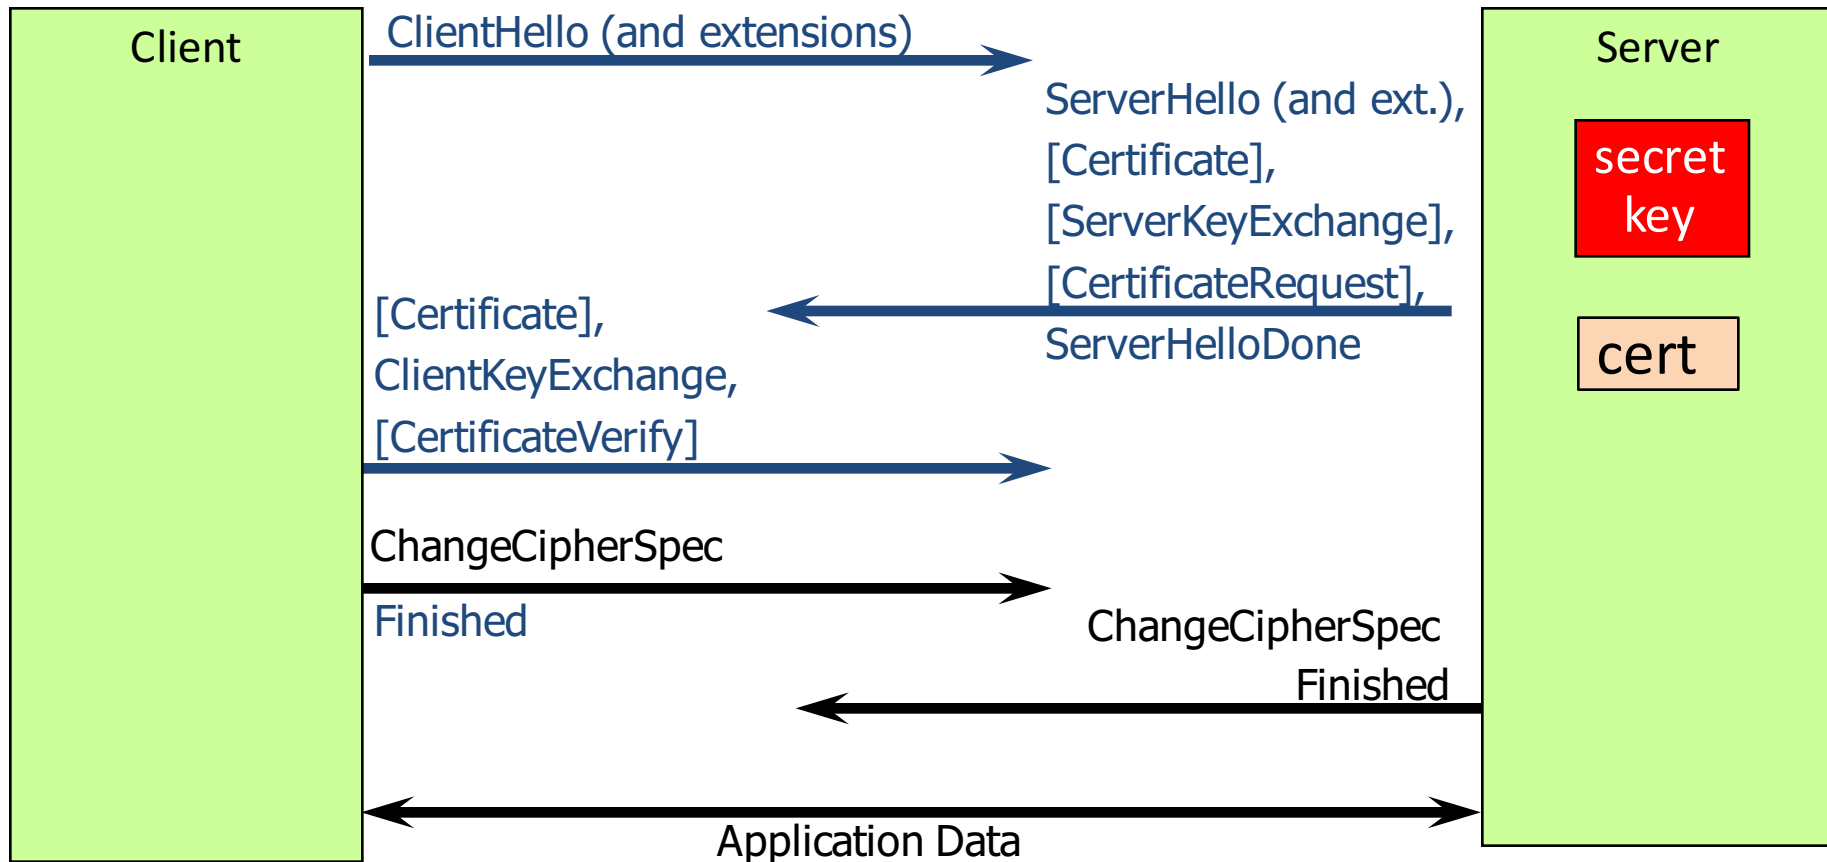 Client
ClientHello (and extensions)
Server
ServerHello (and ext.),
[Certificate],
[ServerKeyExchange],
[CertificateRequest],
ServerHelloDone
secret
key
cert
[Certificate],
ClientKeyExchange,
[CertificateVerify]
ChangeCipherSpec
Finished
ChangeCipherSpec
Finished
Application Data